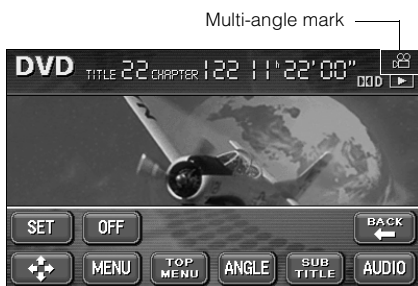 Multi-angle mark
DVD TITLE 22 CHAPTER 122 11h22'00"
SET OFF BACK
MENU TOP MENU ANGLE SUB TITLE AUDIO